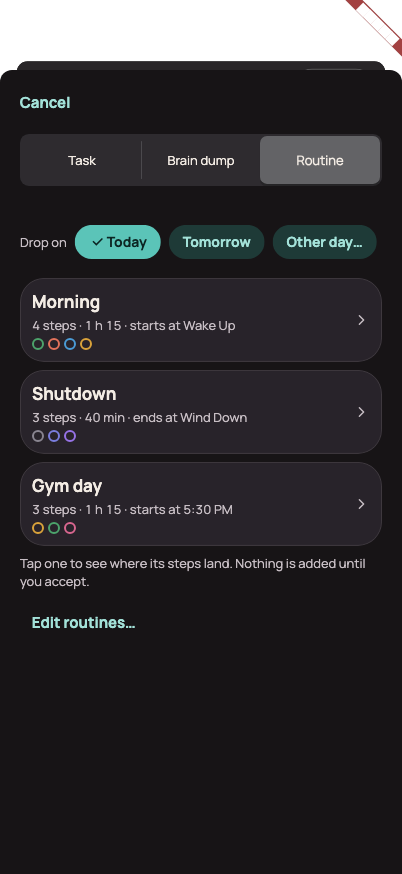 Cancel
Task
Brain dump
Routine
Drop on
Today
Tomorrow
Other day…
Morning
4 steps · 1 h 15 · starts at Wake Up
Shutdown
3 steps · 40 min · ends at Wind Down
Gym day
3 steps · 1 h 15 · starts at 5:30 PM
Tap one to see where its steps land. Nothing is added until
you accept.
Edit routines…